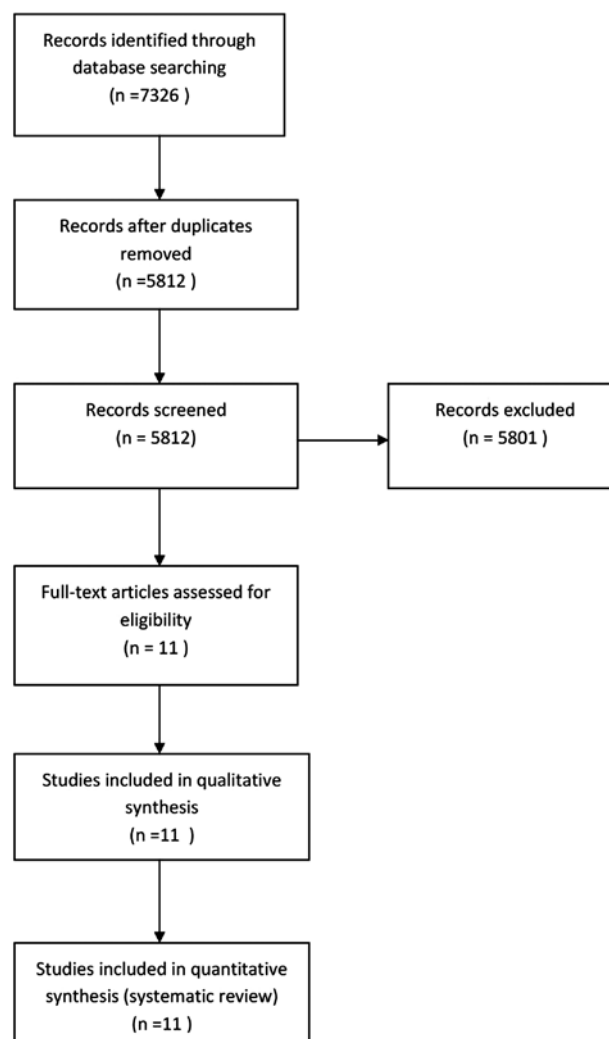 Records identified through
database searching
(n =7326 )
Records after duplicates
removed
(n =5812 )
Records screened
(n = 5812)
Records excluded
(n = 5801 )
Full-text articles assessed for
eligibility
(n = 11 )
Studies included in qualitative
synthesis
(n =11 )
Studies included in quantitative
synthesis (systematic review)
(n =11 )